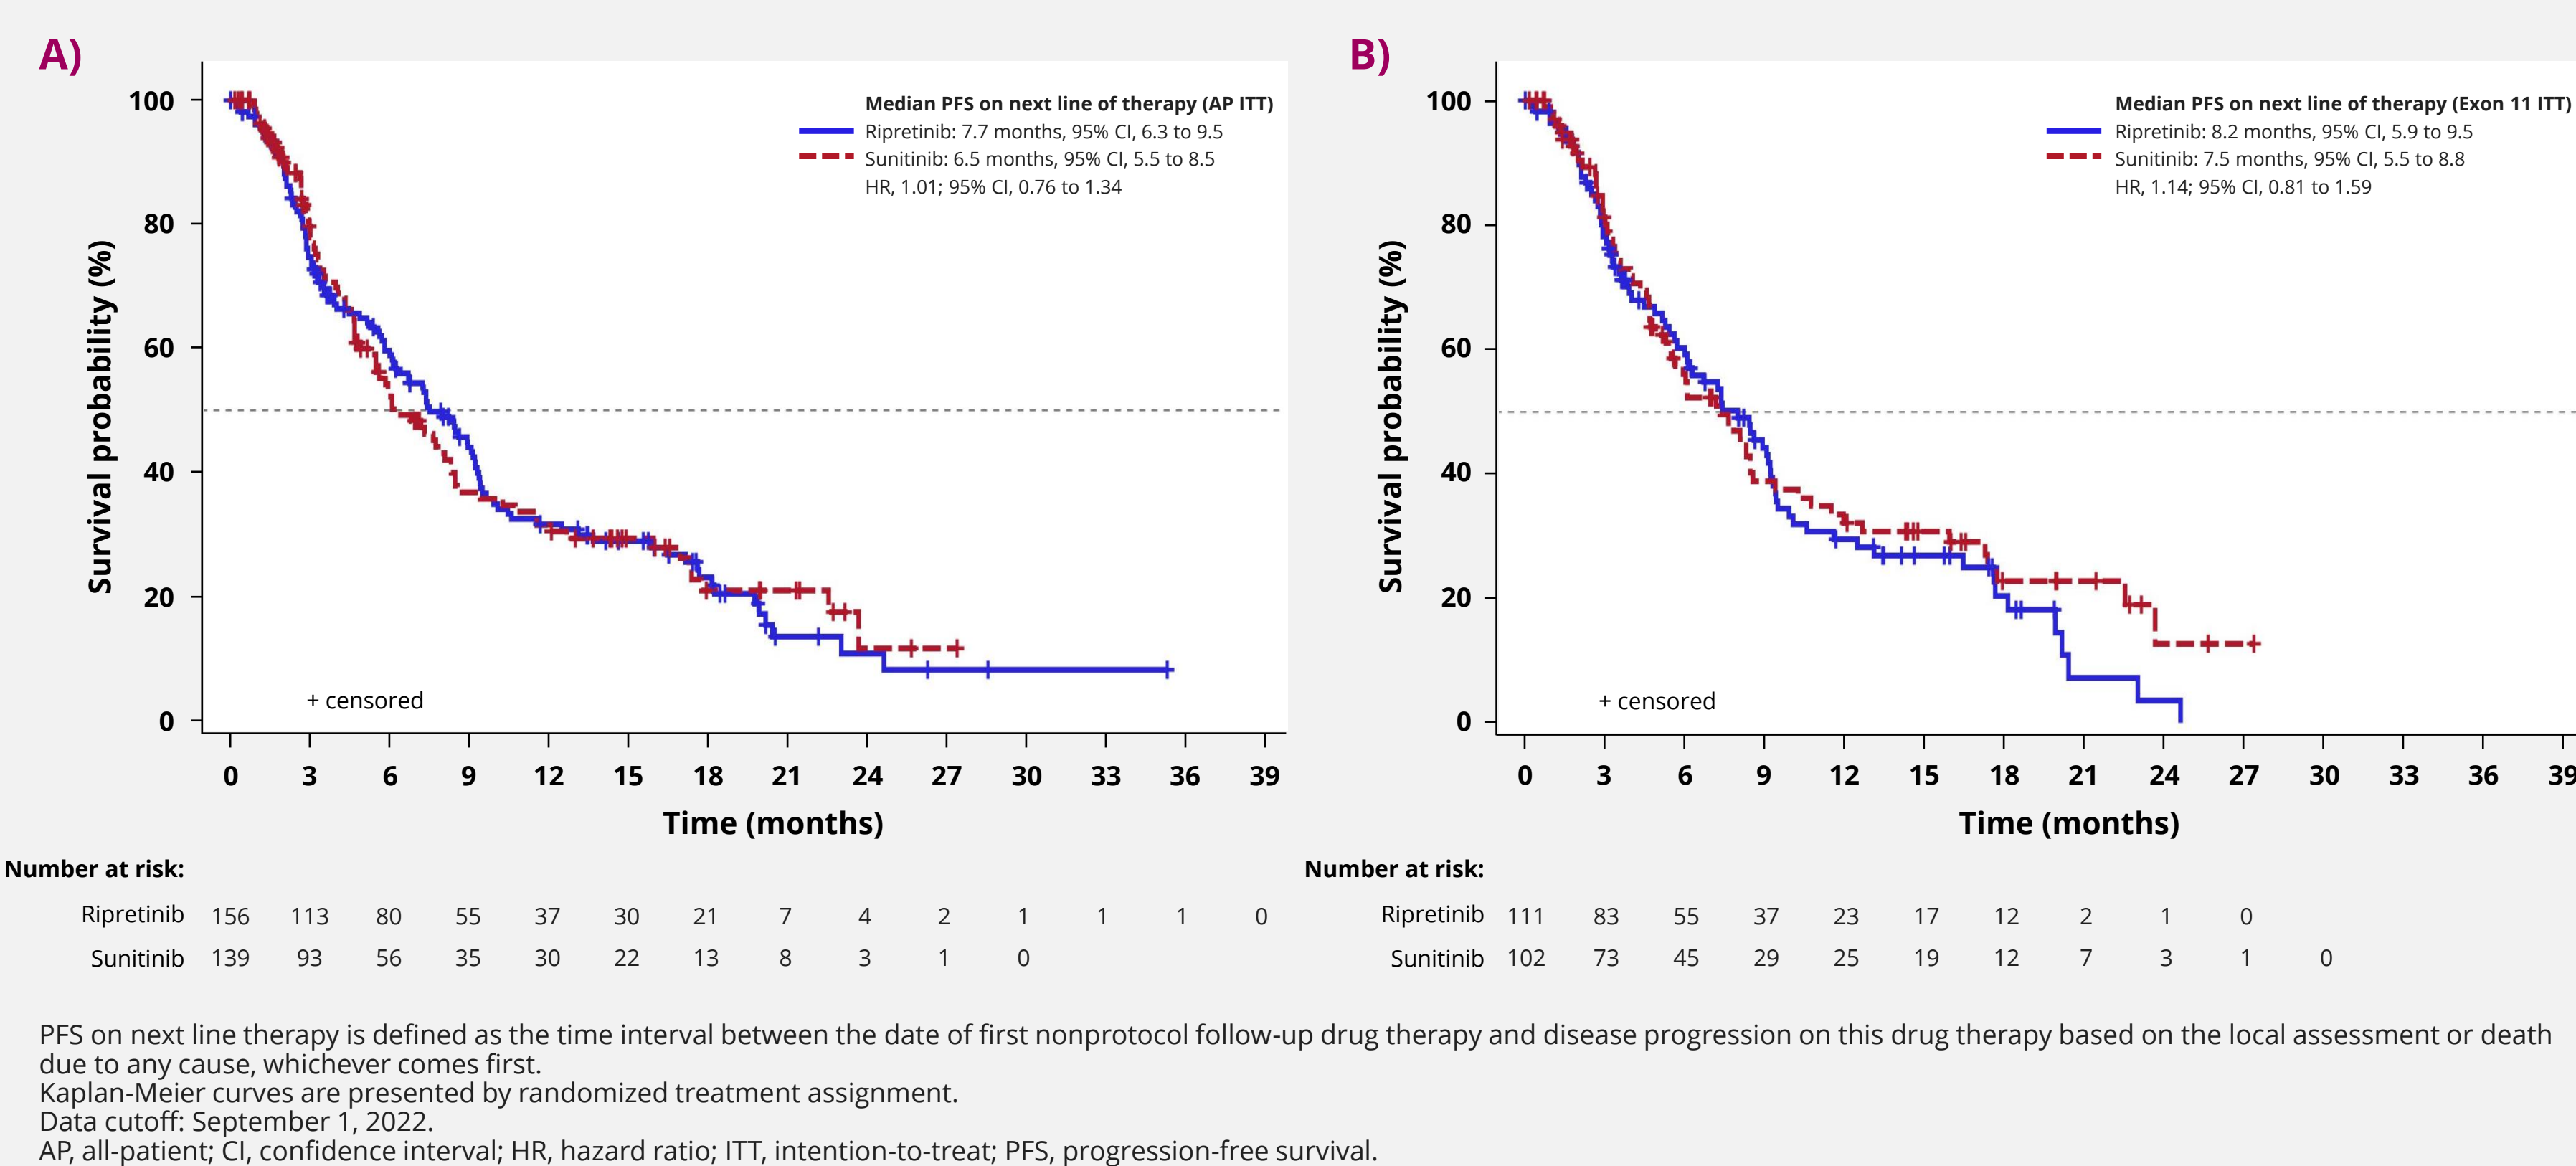 A)
Median PFS on next line of therapy (AP ITT)
Ripretinib: 7.7 months, 95% CI, 6.3 to 9.5
Sunitinib: 6.5 months, 95% CI, 5.5 to 8.5
HR, 1.01; 95% CI, 0.76 to 1.34
Survival probability (%)
100
80
60
40
20
0
+ censored
0 3 6 9 12 15 18 21 24 27 30 33 36 39
Time (months)
Number at risk:
Ripretinib 156 113 80 55 37 30 21 7 4 2 1 1 1 0
Sunitinib 139 93 56 35 30 22 13 8 3 1 0
B)
Median PFS on next line of therapy (Exon 11 ITT)
Ripretinib: 8.2 months, 95% CI, 5.9 to 9.5
Sunitinib: 7.5 months, 95% CI, 5.5 to 8.8
HR, 1.14; 95% CI, 0.81 to 1.59
Survival probability (%)
100
80
60
40
20
0
+ censored
0 3 6 9 12 15 18 21 24 27 30 33 36 39
Time (months)
Number at risk:
Ripretinib 111 83 55 37 23 17 12 2 1 0
Sunitinib 102 73 45 29 25 19 12 7 3 1 0
PFS on next line therapy is defined as the time interval between the date of first nonprotocol follow-up drug therapy and disease progression on this drug therapy based on the local assessment or death
due to any cause, whichever comes first.
Kaplan-Meier curves are presented by randomized treatment assignment.
Data cutoff: September 1, 2022.
AP, all-patient; CI, confidence interval; HR, hazard ratio; ITT, intention-to-treat; PFS, progression-free survival.